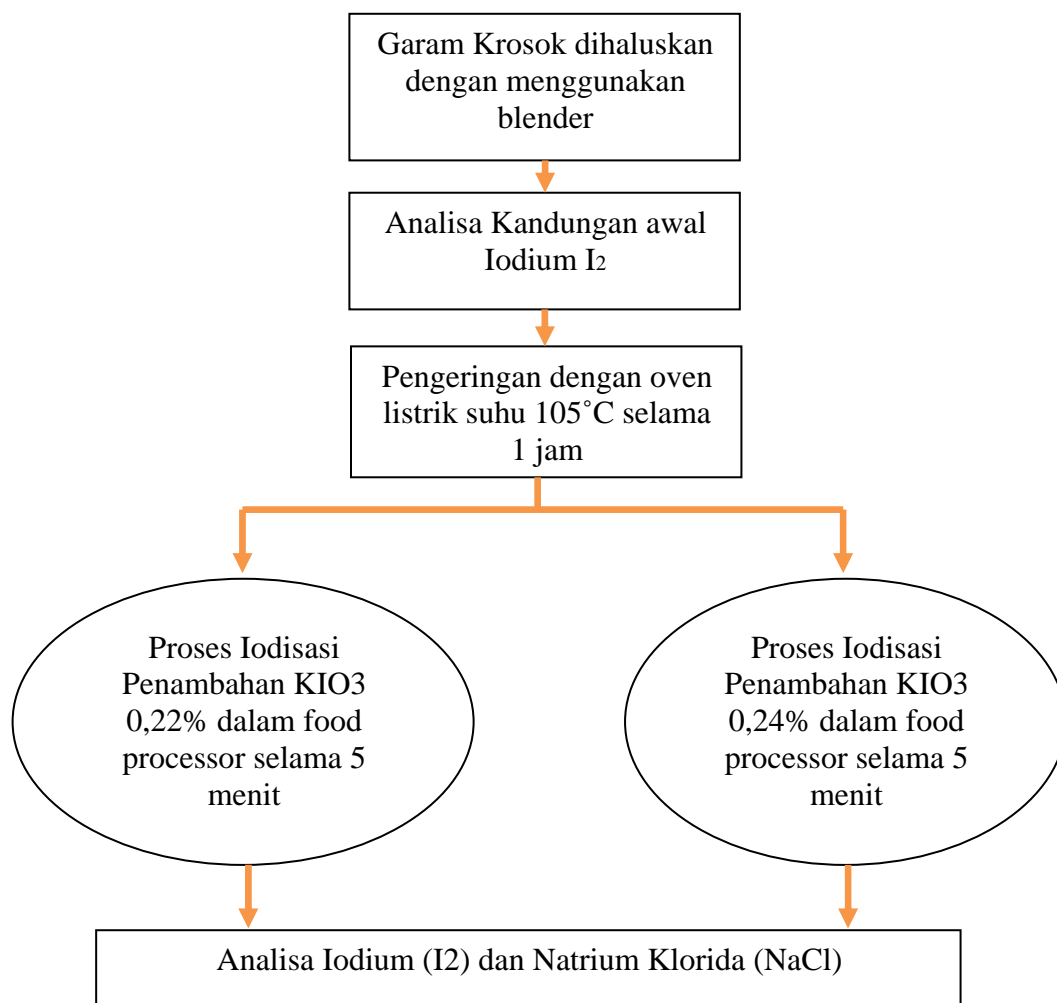 Garam Krosok dihaluskan
dengan menggunakan
blender
Analisa Kandungan awal
Iodium I2
Pengeringan dengan oven
listrik suhu 105˚C selama
1 jam
Proses Iodisasi
Penambahan KIO3
0,22% dalam food
processor selama 5
menit
Proses Iodisasi
Penambahan KIO3
0,24% dalam food
processor selama 5
menit
Analisa Iodium (I2) dan Natrium Klorida (NaCl)